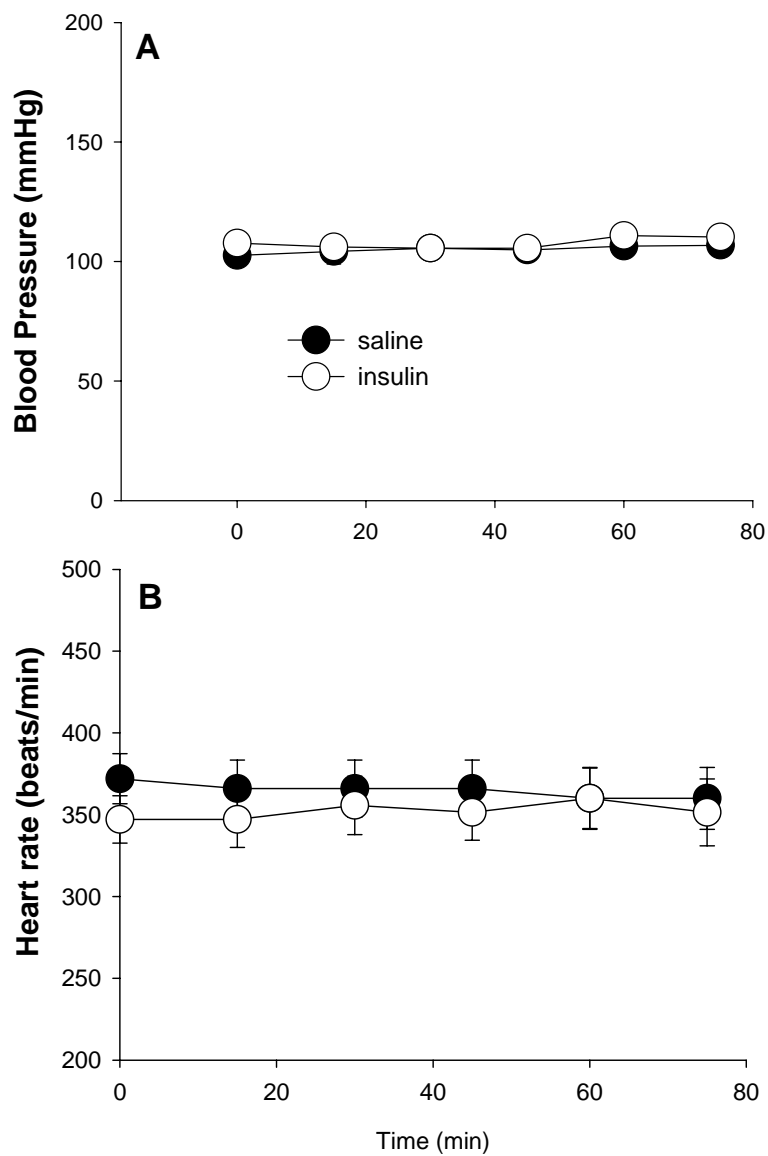 A
Blood Pressure (mmHg)
200
150
100
50
0
saline
insulin
0 20 40 60 80
B
Heart rate (beats/min)
500
450
400
350
300
250
200
0 20 40 60 80
Time (min)